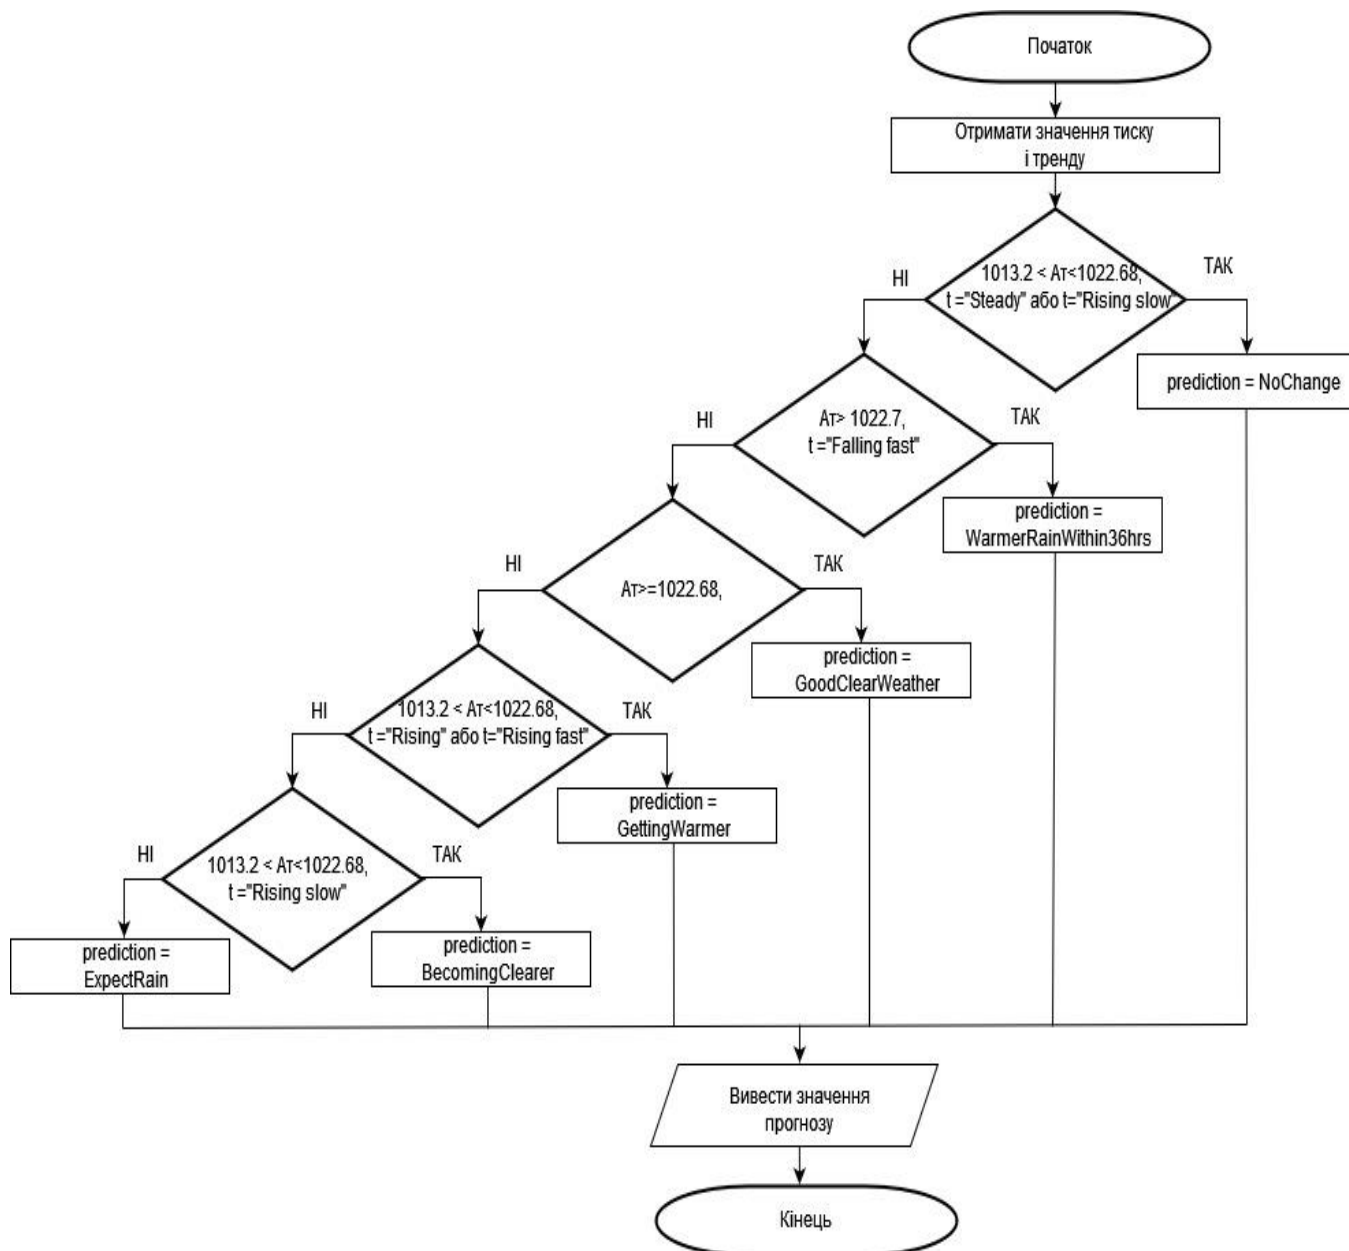 Початок
Отримати значення тиску
і тренду
1013.2 < Ат<1022.68,
t ="Steady" або t="Rising slow"
НІ
ТАК
prediction = NoChange
Ат> 1022.7,
t ="Falling fast"
НІ
ТАК
prediction =
WarmerRainWithin36hrs
Ат>=1022.68,
НІ
ТАК
prediction =
GoodClearWeather
1013.2 < Ат<1022.68,
t ="Rising" або t="Rising fast"
НІ
ТАК
prediction =
GettingWarmer
1013.2 < Ат<1022.68,
t ="Rising slow"
НІ
ТАК
prediction =
ExpectRain
prediction =
BecomingClearer
Вивести значення
прогнозу
Кінець